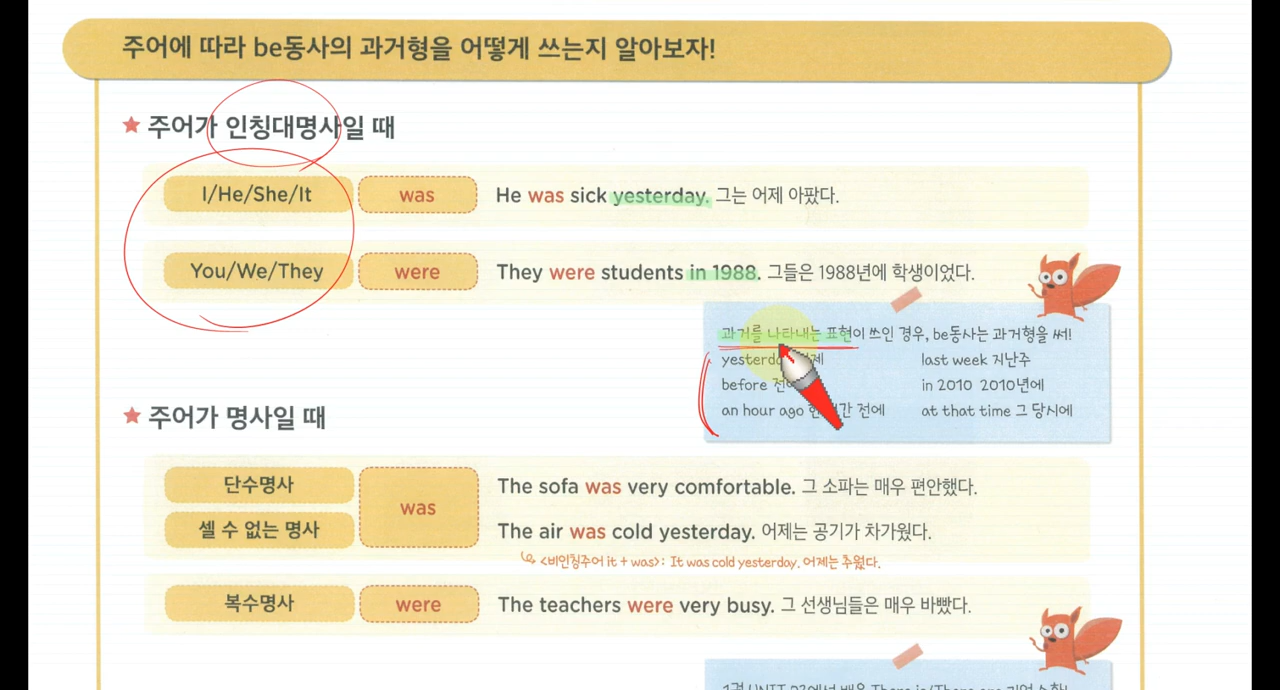 주어에 따라 be동사의 과거형을 어떻게 쓰는지 알아보자!
주어가 인칭대명사일 때
I/He/She/It was He was sick yesterday. 그는 어제 아팠다.
You/We/They were They were students in 1988. 그들은 1988년에 학생이었다.
과거를 나타내는 표현이 쓰인 경우, be동사는 과거형을 써!
last week 지난주
before in 2010 2010년에
an hour ago 전에 at that time 그 당시에
주어가 명사일 때
단수명사
셀 수 없는 명사
was
The sofa was very comfortable. 그 소파는 매우 편안했다.
The air was cold yesterday. 어제는 공기가 차가웠다.
<비인칭주어 it + was>: It was cold yesterday. 어제는 추웠다.
복수명사 were The teachers were very busy. 그 선생님들은 매우 바빴다.